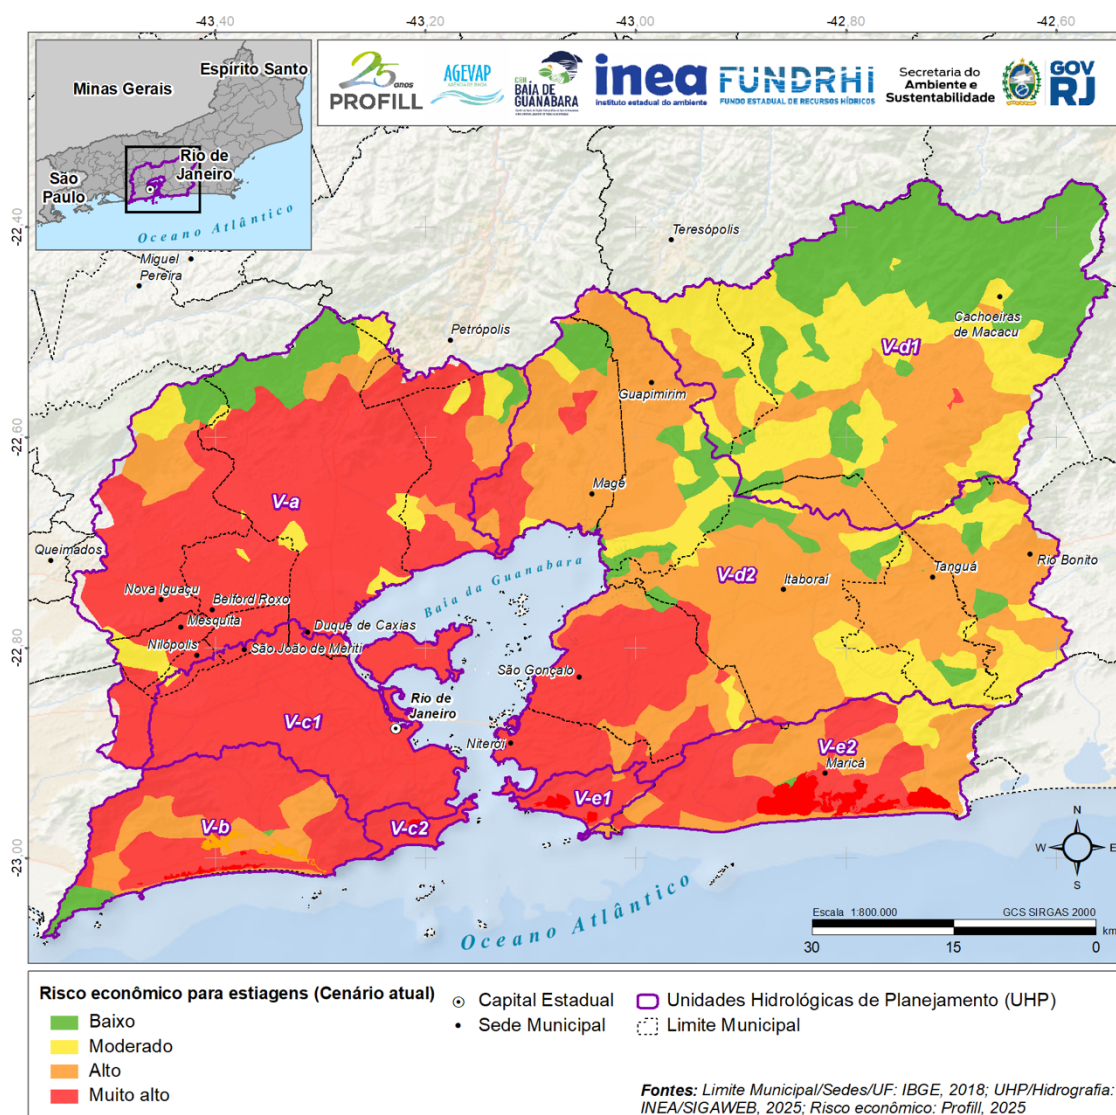 -43,40
-43,20
-43,00
-42,80
-42,60
Minas Gerais
Espírito Santo
Rio de
Janeiro
São
Paulo
Oceano Atlântico
25
anos
PROFILL
AGEVAP
CBH
BAÍA DE
GUANABARA
inea
instituto estadual do ambiente
FUNDRHI
FUNDO ESTADUAL DE RECURSOS HÍDRICOS
Secretaria do
Ambiente e
Sustentabilidade
GOV
RJ
-22,40
-22,60
-22,80
-23,00
Miguel
Pereira
Teresópolis
Petrópolis
Cachoeiras
de Macacu
V-d1
Guapimirim
Magé
V-a
Queimados
Nova Iguaçu
Belford Roxo
Mesquita
Nilópolis
Duque de Caxias
São João de Meriti
Baía da Guanabara
V-d2
Itaboraí
Tanguá
Rio Bonito
São Gonçalo
Rio de
Janeiro
V-c1
Niterói
V-e2
Maricá
V-e1
V-b
V-c2
Oceano Atlântico
N
W
E
S
Escala 1:800.000
GCS SIRGAS 2000
km
30
15
0
Risco econômico para estiagens (Cenário atual)
Baixo
Moderado
Alto
Muito alto
Capital Estadual
Sede Municipal
Unidades Hidrológicas de Planejamento (UHP)
Limite Municipal
Fontes: Limite Municipal/Sedes/UF: IBGE, 2018; UHP/Hidrografia:
INEA/SIGAWEB, 2025; Risco econômico: Profill, 2025